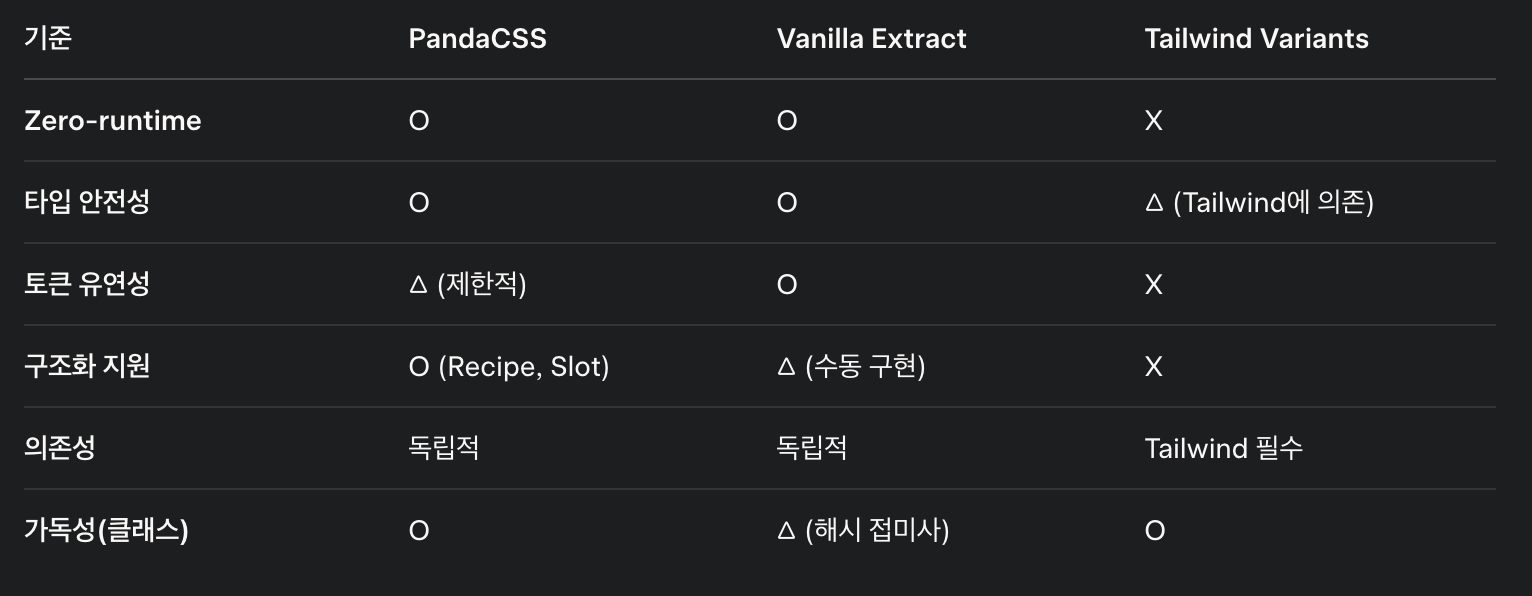 기준 PandaCSS Vanilla Extract Tailwind Variants
Zero-runtime O O X
타입 안전성 O O △ (Tailwind에 의존)
토큰 유연성 △ (제한적) O X
구조화 지원 O (Recipe, Slot) △ (수동 구현) X
의존성 독립적 독립적 Tailwind 필수
가독성(클래스) O △ (해시 접미사) O